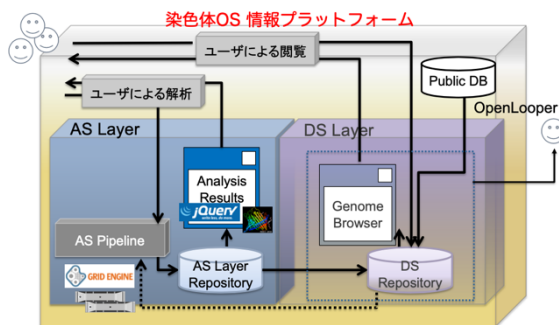 染色体OS 情報プラットフォーム
ユーザによる閲覧
Public DB
ユーザによる解析
OpenLooper
AS Layer
DS Layer
Analysis
Results
jQuery
Genome
Browser
AS Pipeline
GRID ENGINE
AS Layer
Repository
DS
Repository